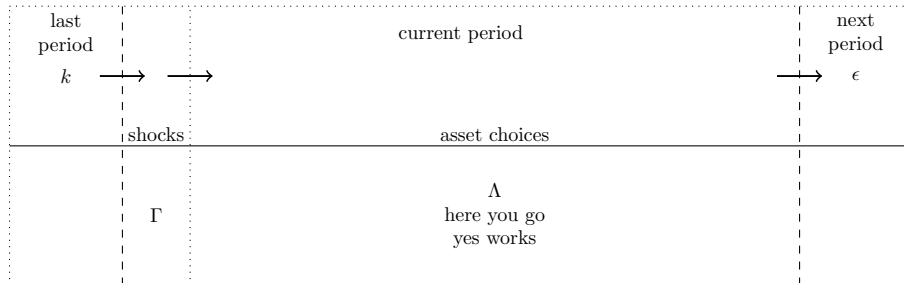 last
period
k
current period
next
period
ϵ
shocks
asset choices
Γ
Λ
here you go
yes works